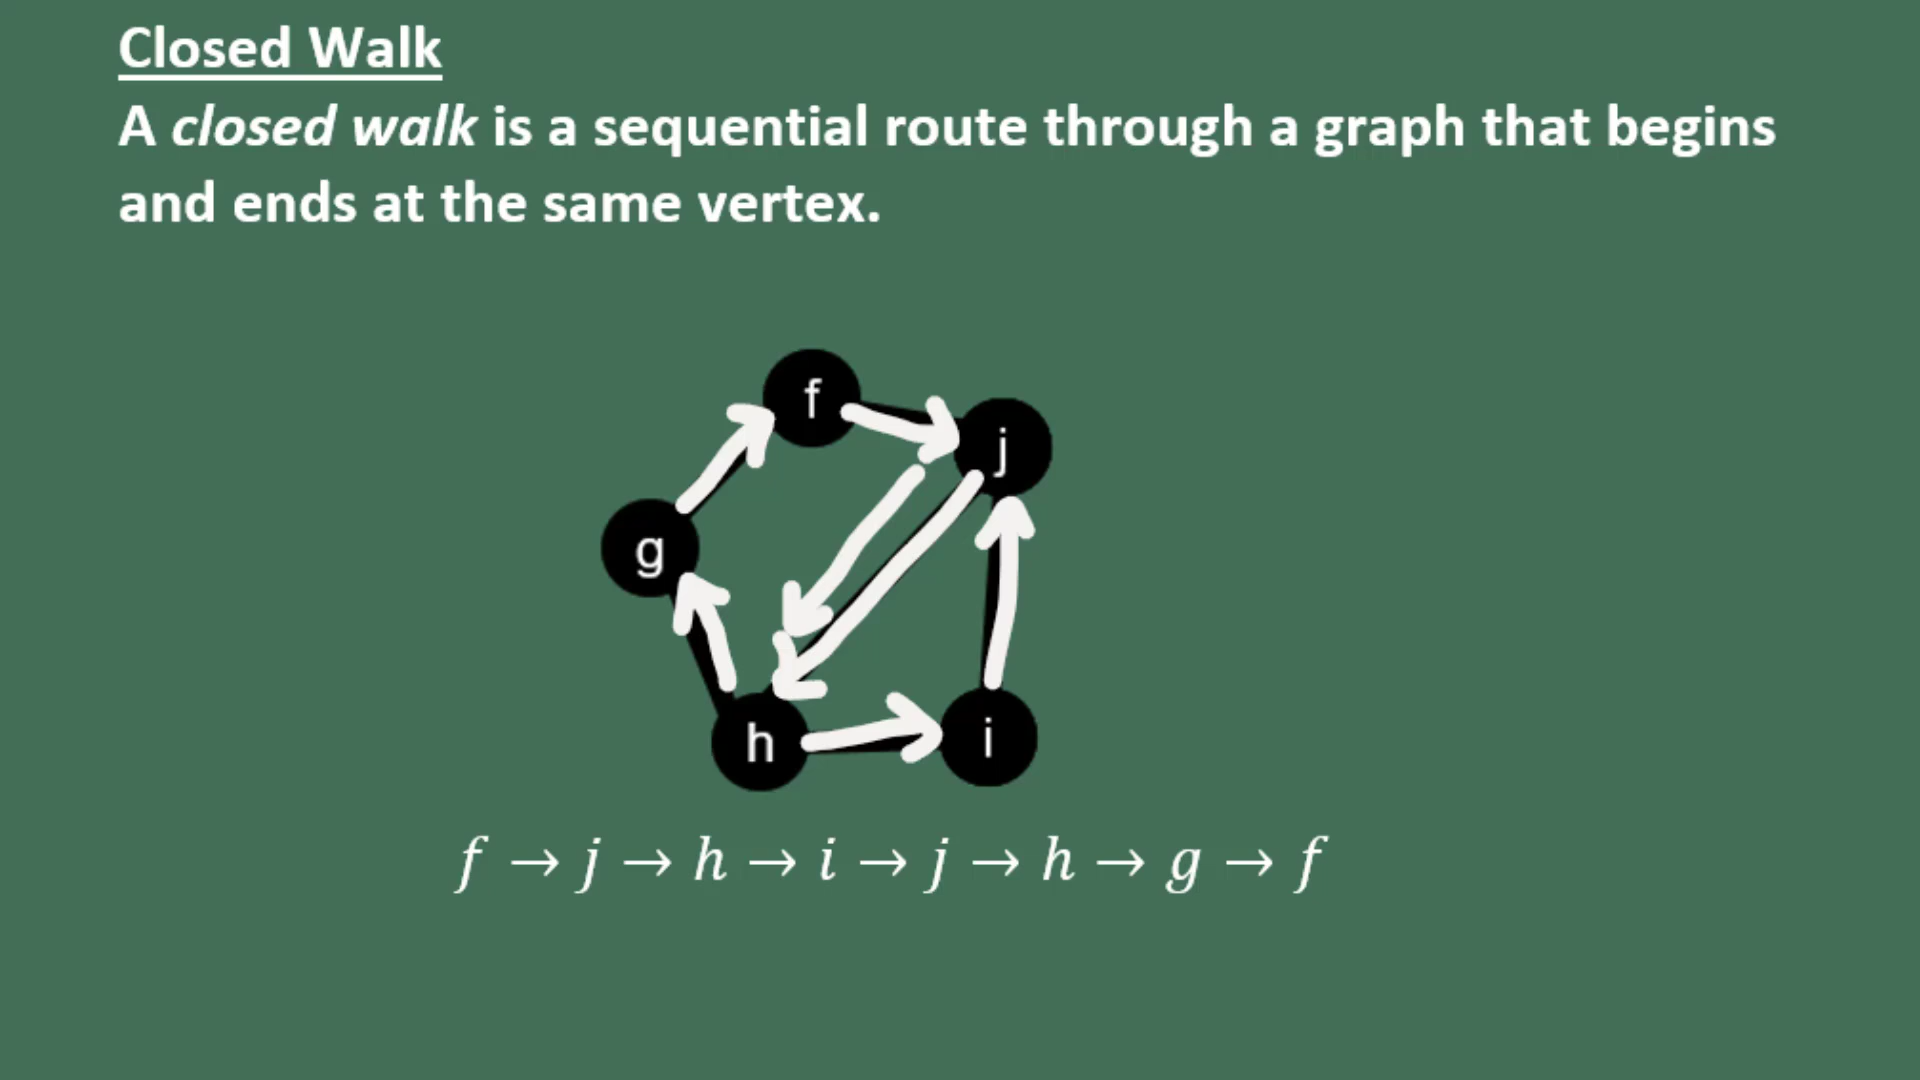 Closed Walk
A closed walk is a sequential route through a graph that begins
and ends at the same vertex.
f
j
g
h
i
f → j → h → i → j → h → g → f